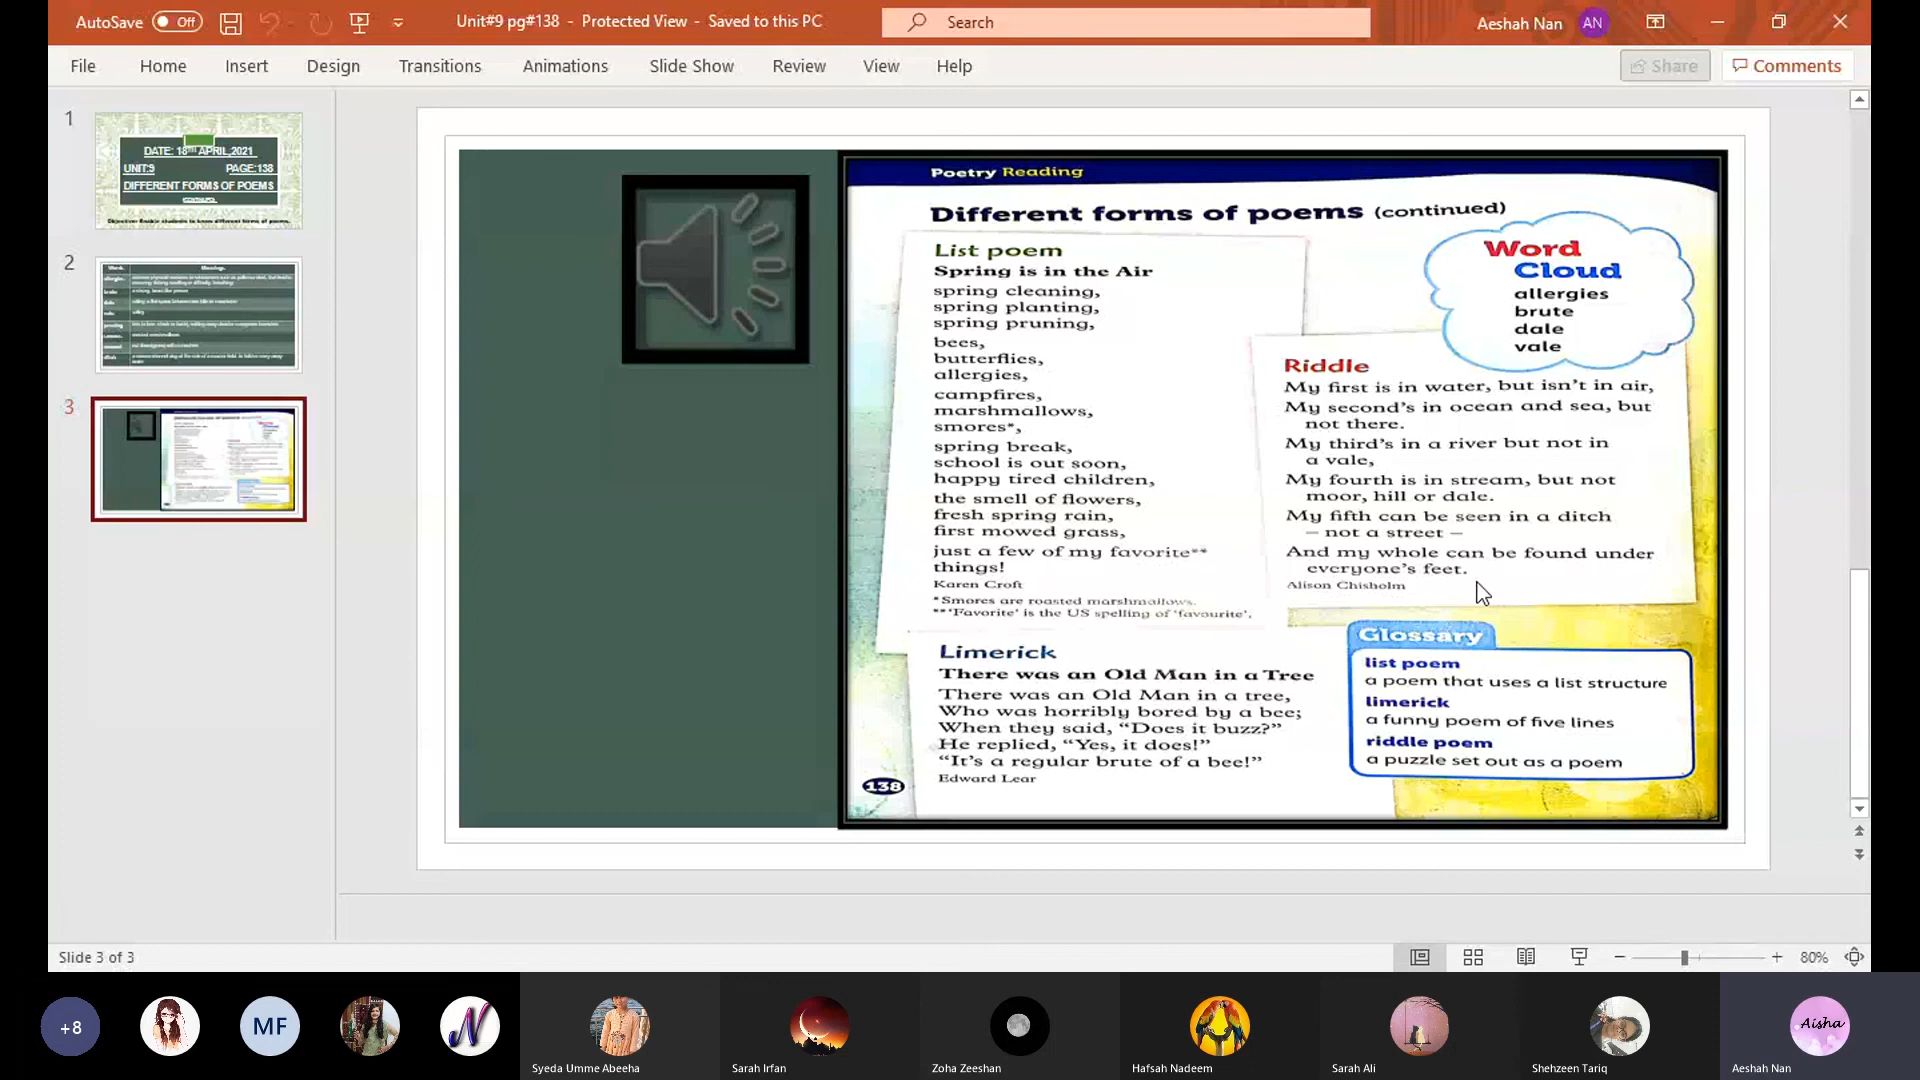 AutoSave Off
Unit#9 pg#138 - Protected View - Saved to this PC
Search
Aeshah Nan
AN
File Home Insert Design Transitions Animations Slide Show Review View Help
Share
Comments
1
DATE: 18TH APRIL,2021
UNIT:9 PAGE:138
DIFFERENT FORMS OF POEMS
2
3
Poetry Reading
Different forms of poems (continued)
List poem
Spring is in the Air
spring cleaning,
spring planting,
spring pruning,
bees,
butterflies,
allergies,
campfires,
marshmallows,
smores*,
spring break,
school is out soon,
happy tired children,
the smell of flowers,
fresh spring rain,
first mowed grass,
just a few of my favorite**
things!
Karen Croft
*Smores are roasted marshmallows.
**'Favorite' is the US spelling of 'favourite'.
Word
Cloud
allergies
brute
dale
vale
Riddle
My first is in water, but isn't in air,
My second's in ocean and sea, but
not there.
My third's in a river but not in
a vale,
My fourth is in stream, but not
moor, hill or dale.
My fifth can be seen in a ditch
– not a street –
And my whole can be found under
everyone's feet.
Alison Chisholm
Limerick
There was an Old Man in a Tree
There was an Old Man in a tree,
Who was horribly bored by a bee;
When they said, “Does it buzz?”
He replied, “Yes, it does!”
“It's a regular brute of a bee!”
Edward Lear
138
Glossary
list poem
a poem that uses a list structure
limerick
a funny poem of five lines
riddle poem
a puzzle set out as a poem
Slide 3 of 3
80%
+8
MF
N
Aisha
Syeda Umme Abeeha
Sarah Irfan
Zoha Zeeshan
Hafsah Nadeem
Sarah Ali
Shehzeen Tariq
Aeshah Nan